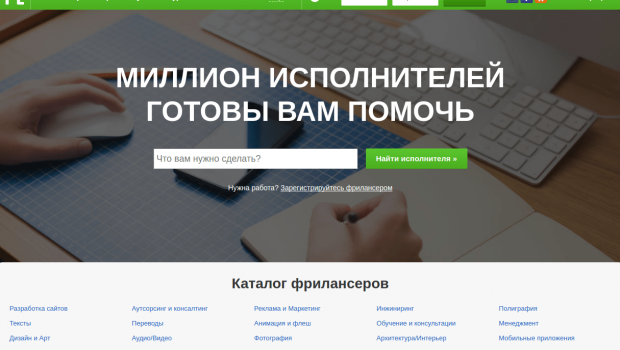 МИЛЛИОН ИСПОЛНИТЕЛЕЙ
ГОТОВЫ ВАМ ПОМОЧЬ
Что вам нужно сделать?
Найти исполнителя »
Нужна работа? Зарегистрируйтесь фрилансером
Каталог фрилансеров
Разработка сайтов
Аутсорсинг и консалтинг
Реклама и Маркетинг
Инжиниринг
Полиграфия
Тексты
Переводы
Анимация и флеш
Обучение и консультации
Менеджмент
Дизайн и Арт
Аудио/Видео
Фотография
Архитектура/Интерьер
Мобильные приложения